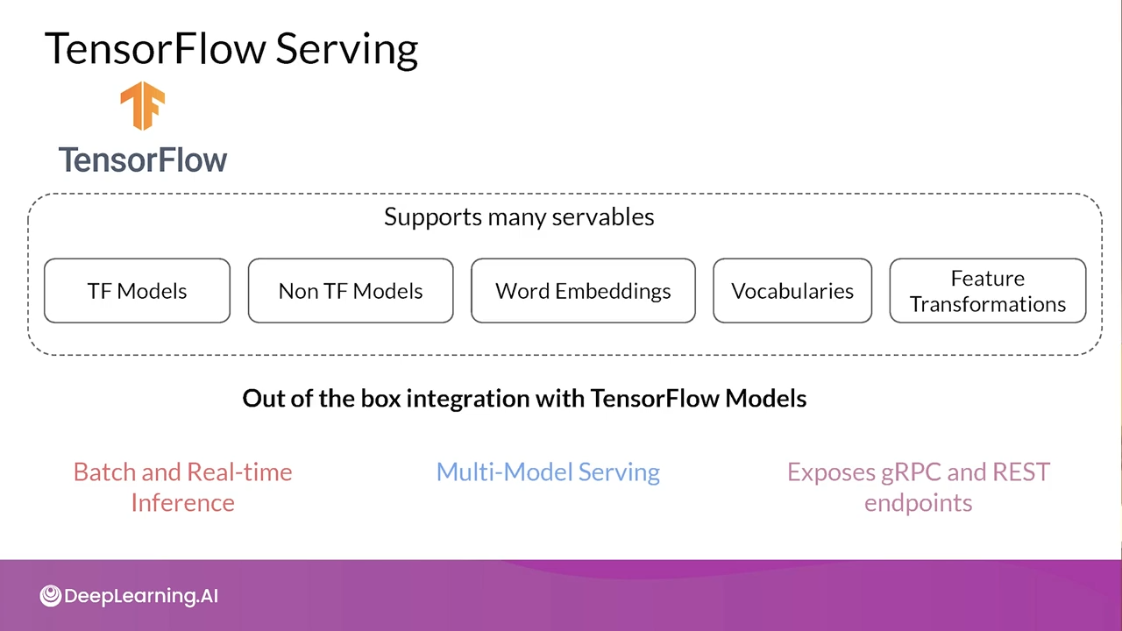 TensorFlow Serving
TensorFlow
Supports many servables
TF Models
Non TF Models
Word Embeddings
Vocabularies
Feature
Transformations
Out of the box integration with TensorFlow Models
Batch and Real-time
Inference
Multi-Model Serving
Exposes gRPC and REST
endpoints
DeepLearning.AI